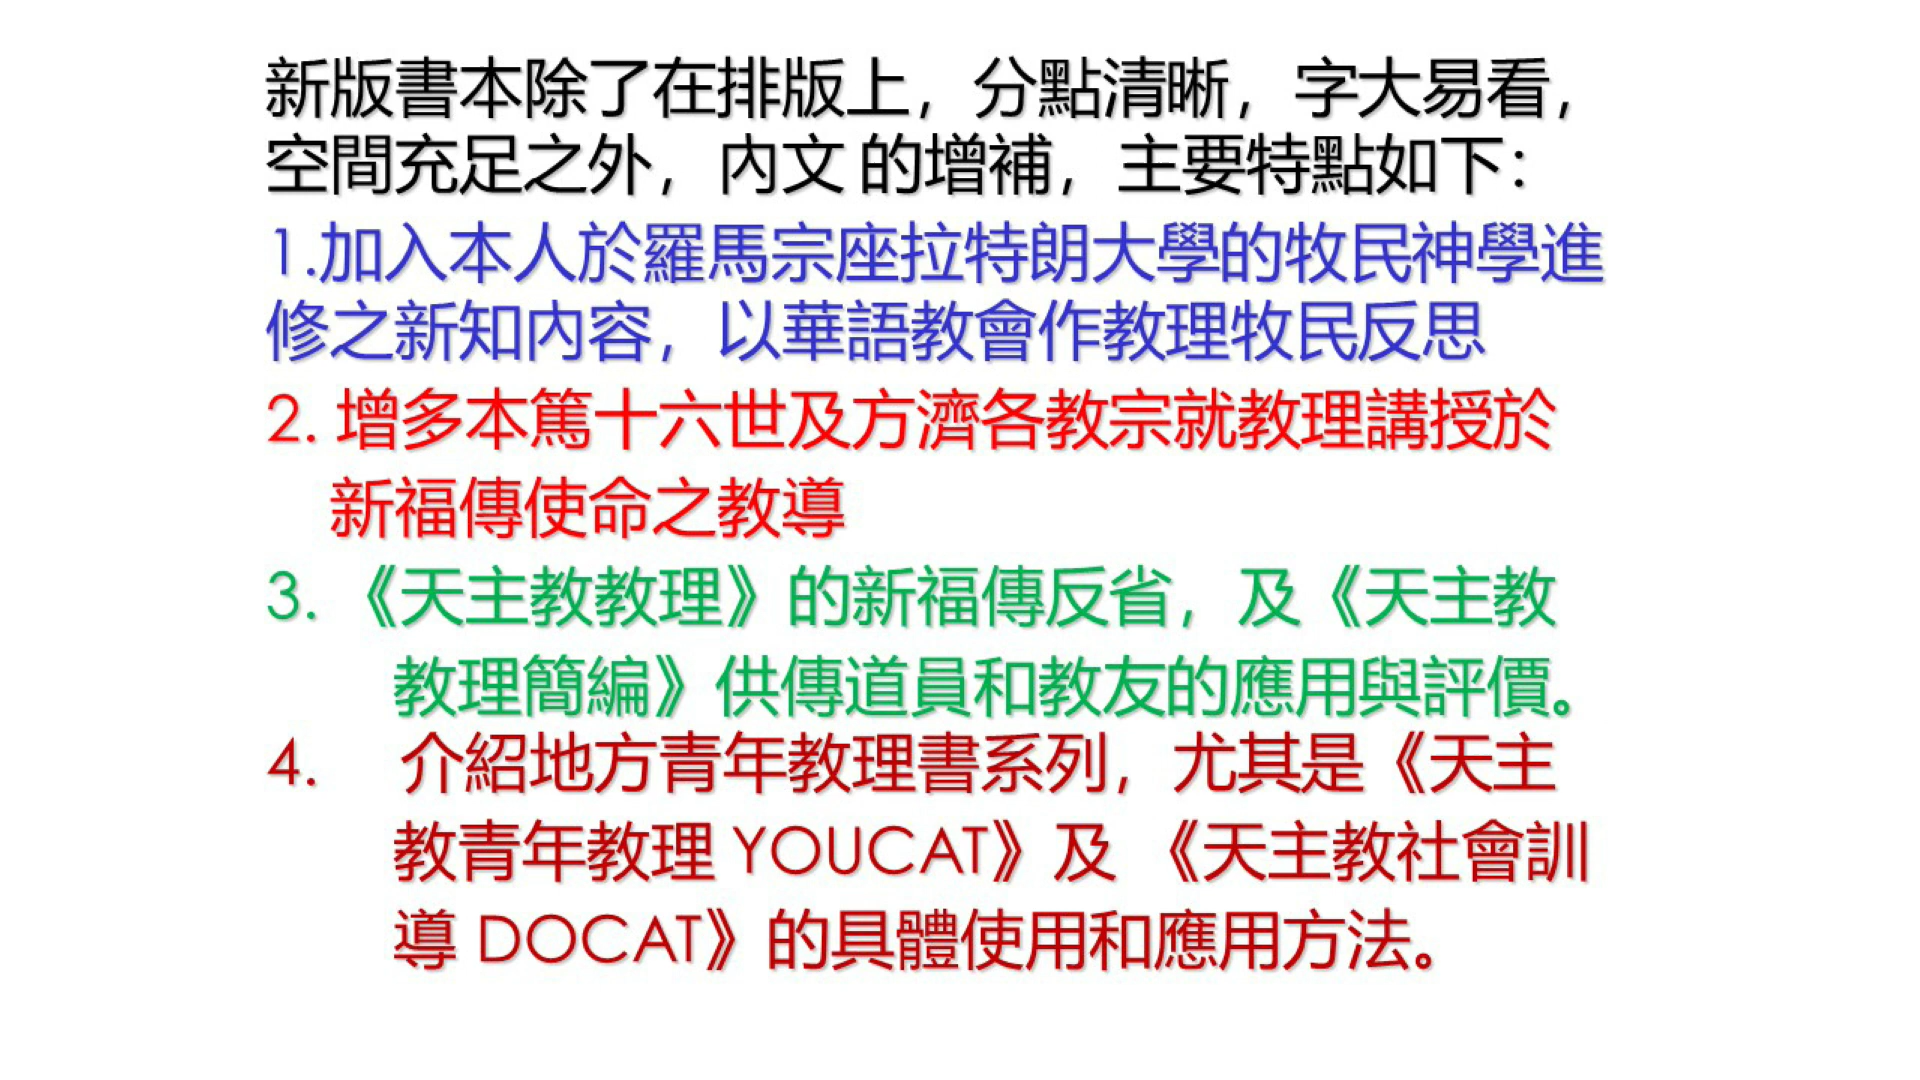 新版書本除了在排版上，分點清晰，字大易看，
空間充足之外，內文 的增補，主要特點如下：
1.加入本人於羅馬宗座拉特朗大學的牧民神學進
修之新知內容，以華語教會作教理牧民反思
2. 增多本篤十六世及方濟各教宗就教理講授於
新福傳使命之教導
3. 《天主教教理》的新福傳反省，及《天主教
教理簡編》供傳道員和教友的應用與評價。
4. 介紹地方青年教理書系列，尤其是《天主
教青年教理 YOUCAT》及 《天主教社會訓
導 DOCAT》的具體使用和應用方法。